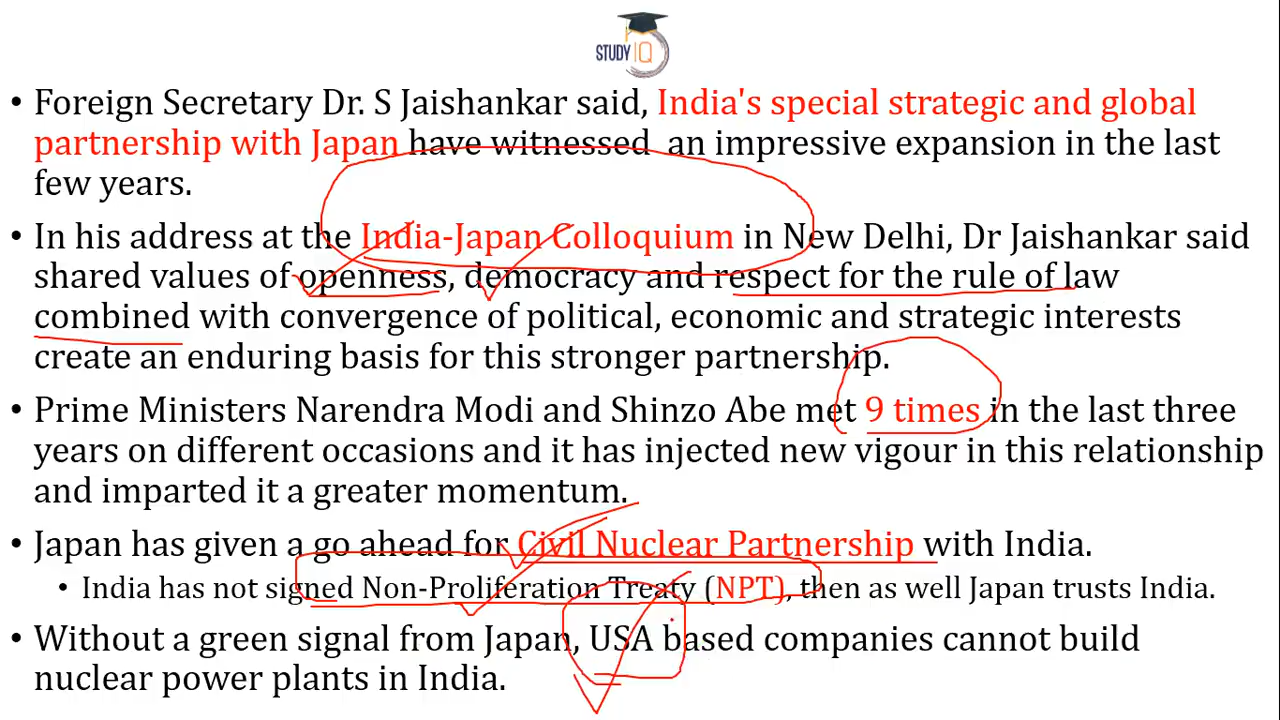 STUDY IQ
• Foreign Secretary Dr. S Jaishankar said, India's special strategic and global
partnership with Japan have witnessed an impressive expansion in the last
few years.
• In his address at the India-Japan Colloquium in New Delhi, Dr Jaishankar said
shared values of openness, democracy and respect for the rule of law
combined with convergence of political, economic and strategic interests
create an enduring basis for this stronger partnership.
• Prime Ministers Narendra Modi and Shinzo Abe met 9 times in the last three
years on different occasions and it has injected new vigour in this relationship
and imparted it a greater momentum.
• Japan has given a go ahead for Civil Nuclear Partnership with India.
• India has not signed Non-Proliferation Treaty (NPT), then as well Japan trusts India.
• Without a green signal from Japan, USA based companies cannot build
nuclear power plants in India.